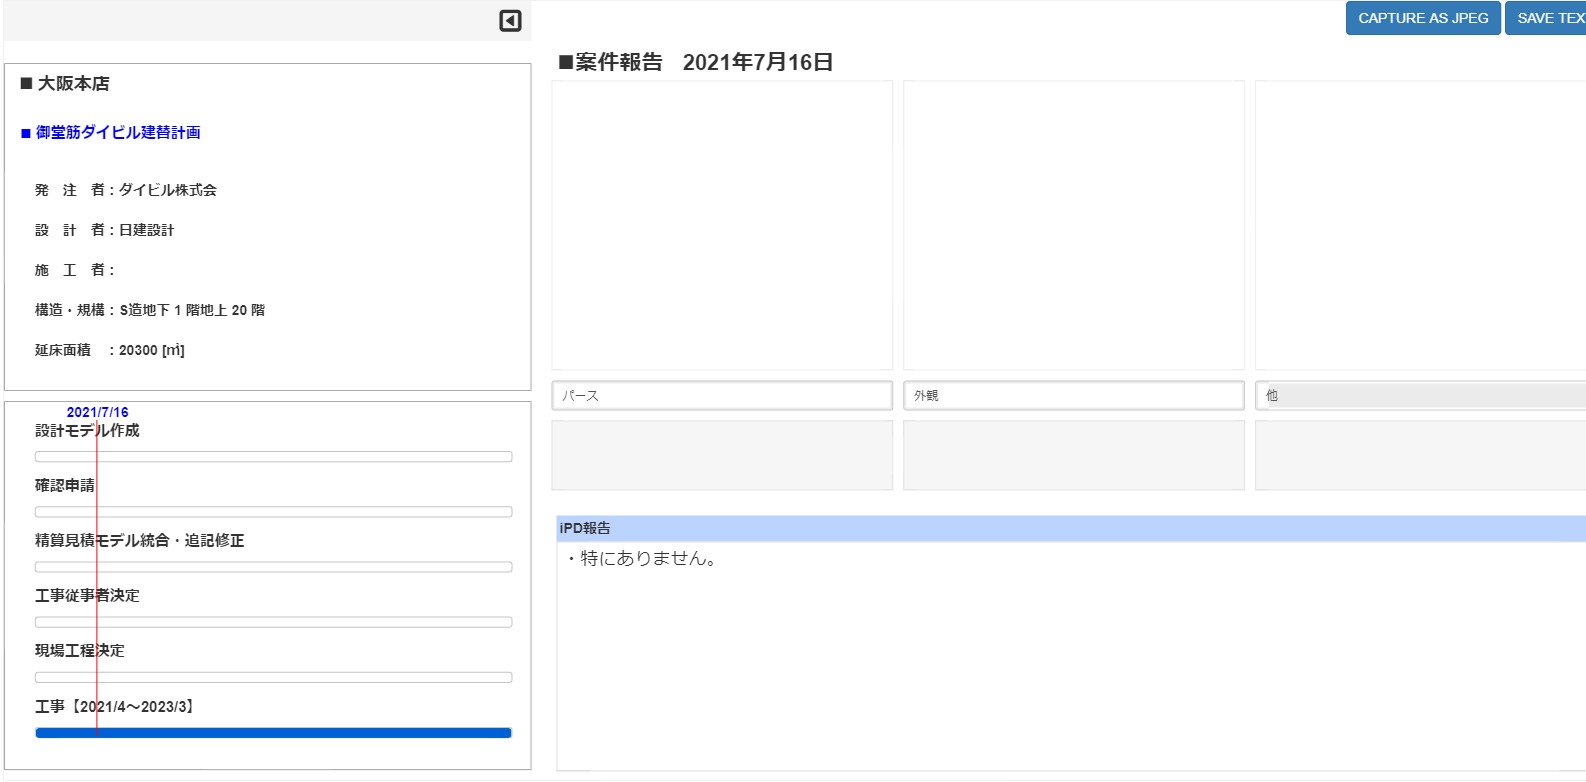 CAPTURE AS JPEG
SAVE TEX
■ 大阪本店
■ 御堂筋ダイビル建替計画
発　注　者：ダイビル株式会
設　計　者：日建設計
施　工　者：
構造・規構：S造地下 1 階地上 20 階
延床面積　：20300 [㎡]
2021/7/16
設計モデル作成
確認申請
精算見積モデル統合・追記修正
工事従事者決定
現場工程決定
工事【2021/4～2023/3】
■案件報告　2021年7月16日
パース
外観
他
iPD報告
・特にありません。